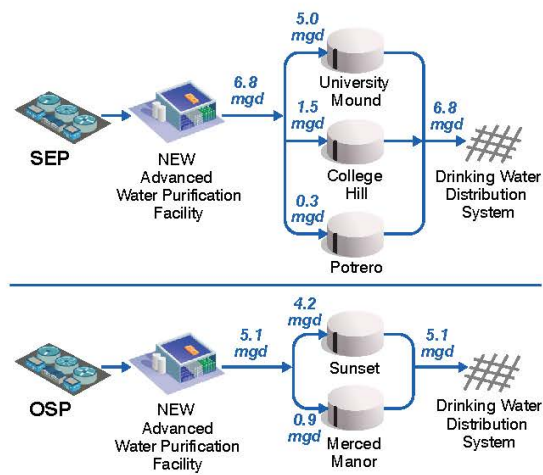 5.0
mgd
6.8
mgd
University
Mound
SEP
NEW
Advanced
Water Purification
Facility
1.5
mgd
College
Hill
6.8
mgd
Drinking Water
Distribution
System
0.3
mgd
Potrero
4.2
mgd
5.1
mgd
Sunset
5.1
mgd
OSP
NEW
Advanced
Water Purification
Facility
0.9
mgd
Merced
Manor
Drinking Water
Distribution
System